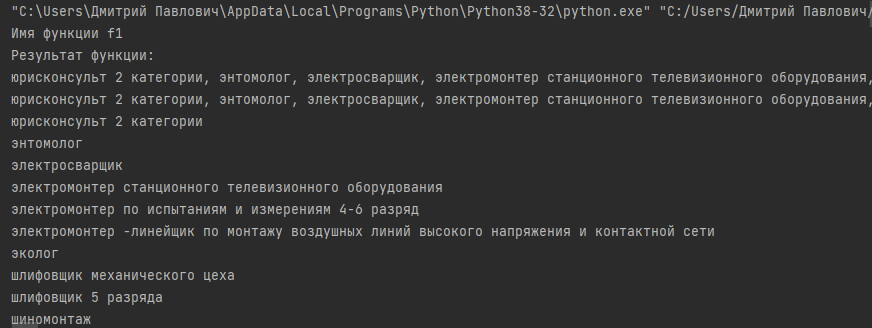 "C:\Users\Дмитрий Павлович\AppData\Local\Programs\Python\Python38-32\python.exe" "C:/Users/Дмитрий Павлович/
Имя функции f1
Результат функции:
юрисконсульт 2 категории, энтомолог, электросварщик, электромонтер станционного телевизионного оборудования,
юрисконсульт 2 категории, энтомолог, электросварщик, электромонтер станционного телевизионного оборудования,
юрисконсульт 2 категории
энтомолог
электросварщик
электромонтер станционного телевизионного оборудования
электромонтер по испытаниям и измерениям 4-6 разряд
электромонтер -линейщик по монтажу воздушных линий высокого напряжения и контактной сети
эколог
шлифовщик механического цеха
шлифовщик 5 разряда
шиномонтаж